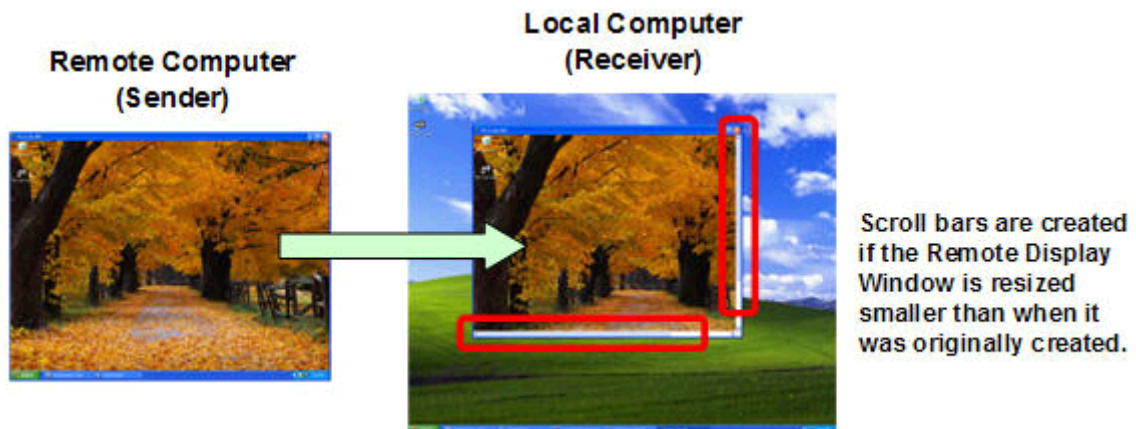 Remote Computer
(Sender)
Local Computer
(Receiver)
Scroll bars are created
if the Remote Display
Window is resized
smaller than when it
was originally created.